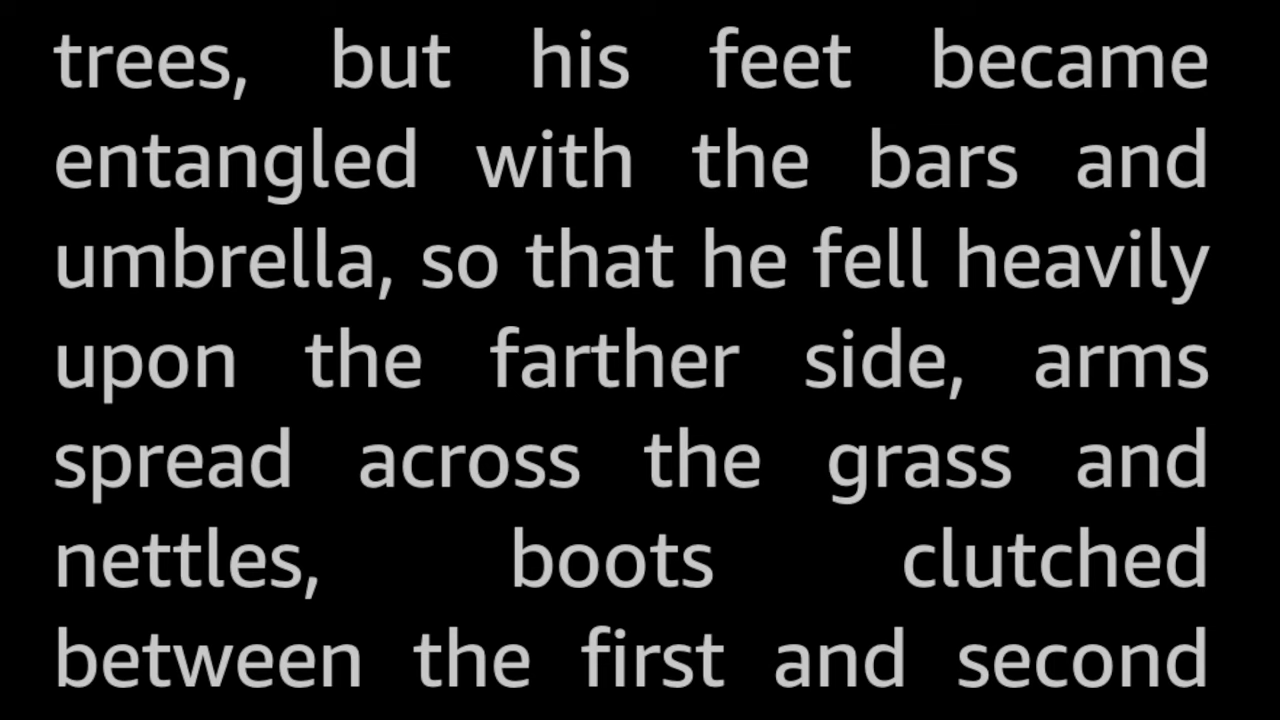 trees, but his feet became
entangled with the bars and
umbrella, so that he fell heavily
upon the farther side, arms
spread across the grass and
nettles, boots clutched
between the first and second